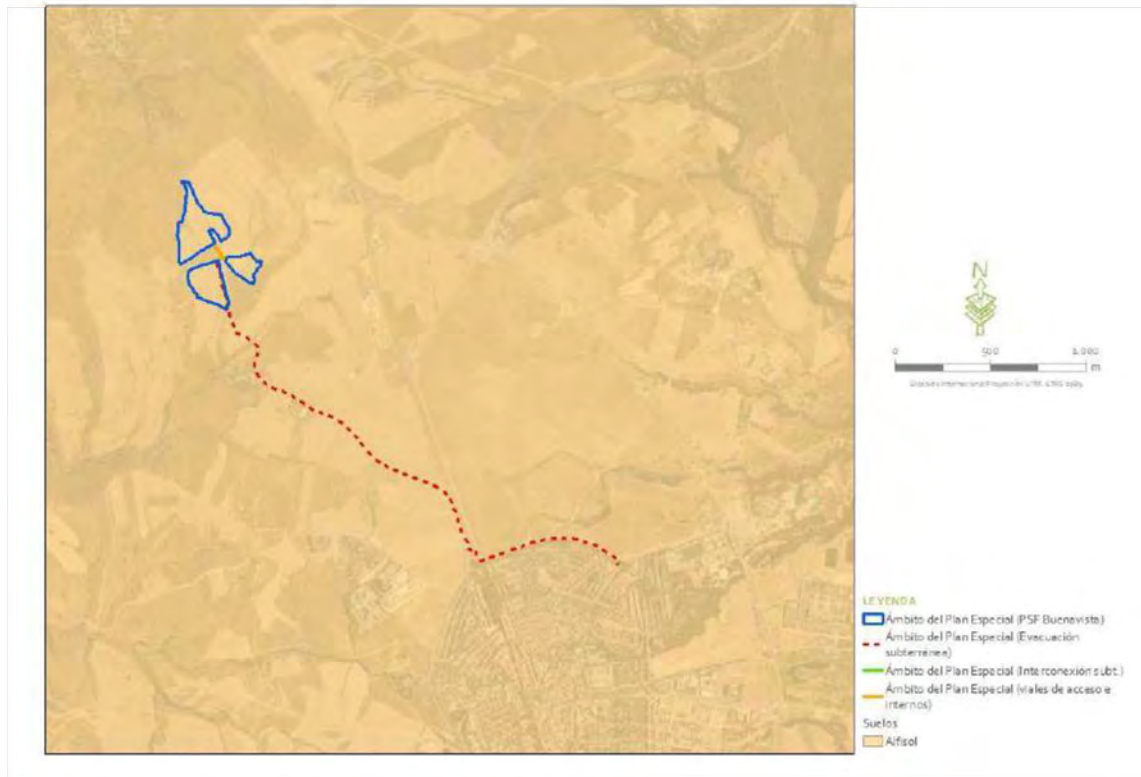 N
0 500 1.000
m
LEYENDA
Ámbito del Plan Especial (PSF Buenavista)
Ámbito del Plan Especial (Evacuación
subterránea)
Ámbito del Plan Especial (Interconexión subt.)
Ámbito del Plan Especial (viales de acceso e
internos)
Suelos
Alfisol